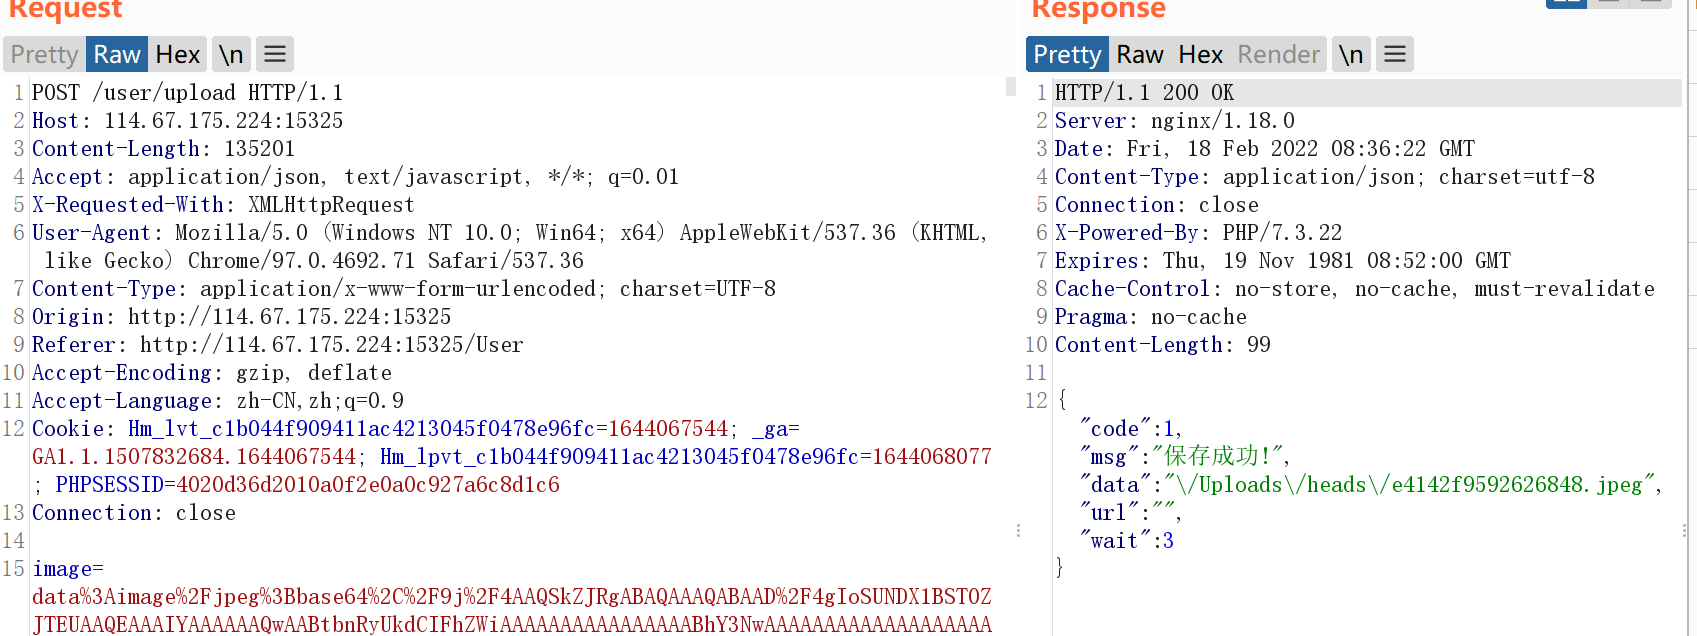 Request
Pretty Raw Hex \n
1 POST /user/upload HTTP/1.1
2 Host: 114.67.175.224:15325
3 Content-Length: 135201
4 Accept: application/json, text/javascript, */*; q=0.01
5 X-Requested-With: XMLHttpRequest
6 User-Agent: Mozilla/5.0 (Windows NT 10.0; Win64; x64) AppleWebKit/537.36 (KHTML,
like Gecko) Chrome/97.0.4692.71 Safari/537.36
7 Content-Type: application/x-www-form-urlencoded; charset=UTF-8
8 Origin: http://114.67.175.224:15325
9 Referer: http://114.67.175.224:15325/User
10 Accept-Encoding: gzip, deflate
11 Accept-Language: zh-CN,zh;q=0.9
12 Cookie: Hm_lvt_c1b044f909411ac4213045f0478e96fc=1644067544; _ga=
GA1.1.1507832684.1644067544; Hm_lpvt_c1b044f909411ac4213045f0478e96fc=1644068077
; PHPSESSID=4020d36d2010a0f2e0a0c927a6c8d1c6
13 Connection: close
14
15 image=
data%3Aimage%2Fjpeg%3Bbase64%2C%2F9j%2F4AAQSkZJRgABAQAAAQABAAD%2F4gIoSUNDX1BST0Z
JTEUAAQEAAAIYAAAAAAQwAABtbnRyUkdCIFhZWiAAAAAAAAAAAAAAAABhY3NwAAAAAAAAAAAAAAAAAAA
Response
Pretty Raw Hex Render \n
1 HTTP/1.1 200 OK
2 Server: nginx/1.18.0
3 Date: Fri, 18 Feb 2022 08:36:22 GMT
4 Content-Type: application/json; charset=utf-8
5 Connection: close
6 X-Powered-By: PHP/7.3.22
7 Expires: Thu, 19 Nov 1981 08:52:00 GMT
8 Cache-Control: no-store, no-cache, must-revalidate
9 Pragma: no-cache
10 Content-Length: 99
11
12 {
"code":1,
"msg":"保存成功!",
"data":"\/Uploads\/heads\/e4142f9592626848.jpeg",
"url":"",
"wait":3
}